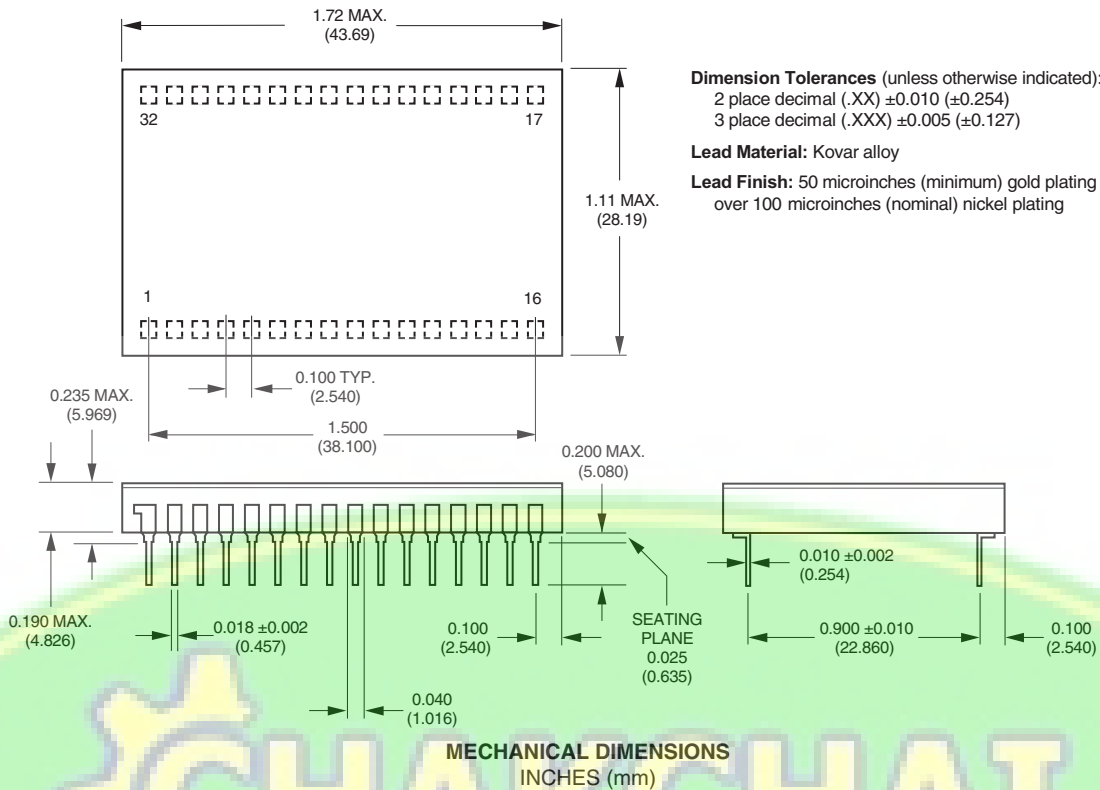 1.72 MAX.
(43.69)
Dimension Tolerances (unless otherwise indicated):
2 place decimal (.XX) ±0.010 (±0.254)
3 place decimal (.XXX) ±0.005 (±0.127)
Lead Material: Kovar alloy
Lead Finish: 50 microinches (minimum) gold plating
over 100 microinches (nominal) nickel plating
32
17
1.11 MAX.
(28.19)
1
16
0.100 TYP.
(2.540)
0.235 MAX.
(5.969)
1.500
(38.100)
0.200 MAX.
(5.080)
0.010 ±0.002
(0.254)
0.190 MAX.
(4.826)
0.018 ±0.002
(0.457)
0.100
(2.540)
SEATING
PLANE
0.025
(0.635)
0.900 ±0.010
(22.860)
0.100
(2.540)
0.040
(1.016)
MECHANICAL DIMENSIONS
INCHES (mm)